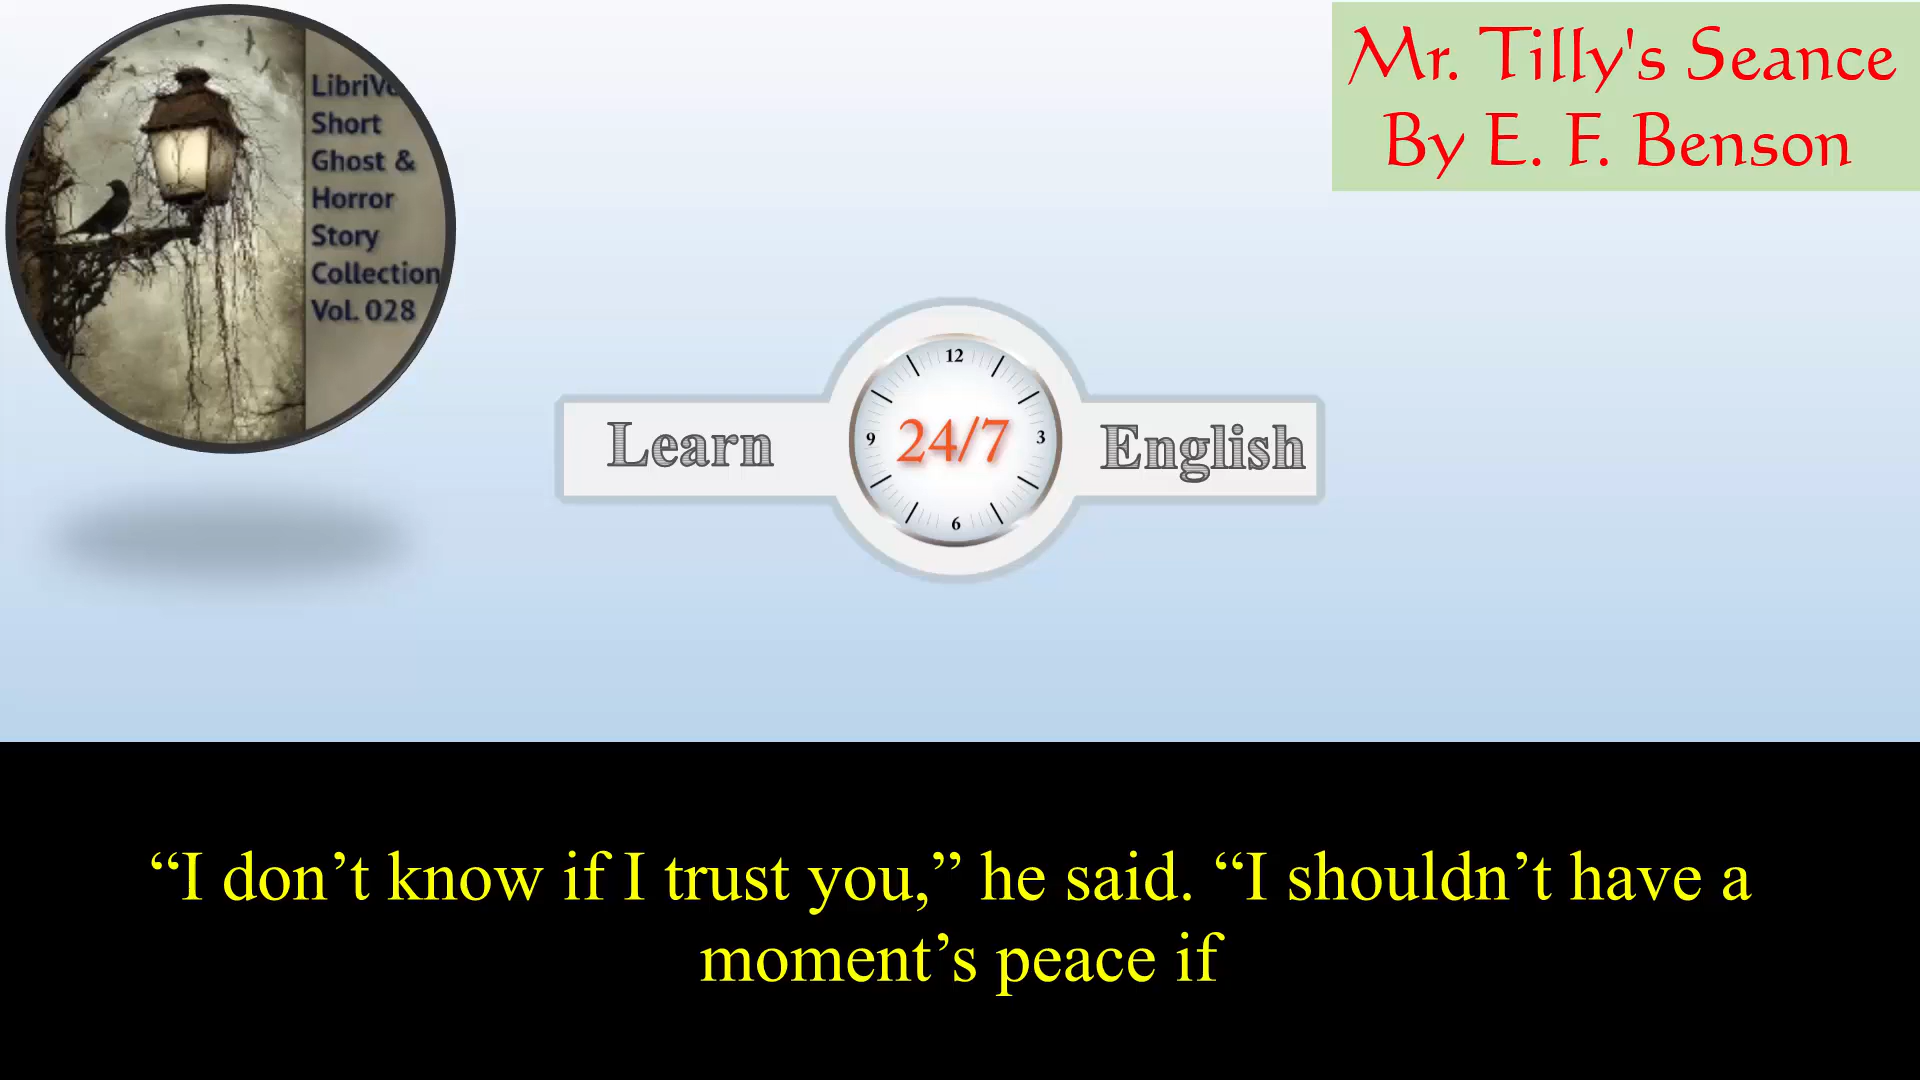 LibriVo
Short
Ghost &
Horror
Story
Collection
Vol. 028
Mr. Tilly's Seance
By E. F. Benson
Learn
12
9
24/7
3
6
English
“I don’t know if I trust you,” he said. “I shouldn’t have a
moment’s peace if